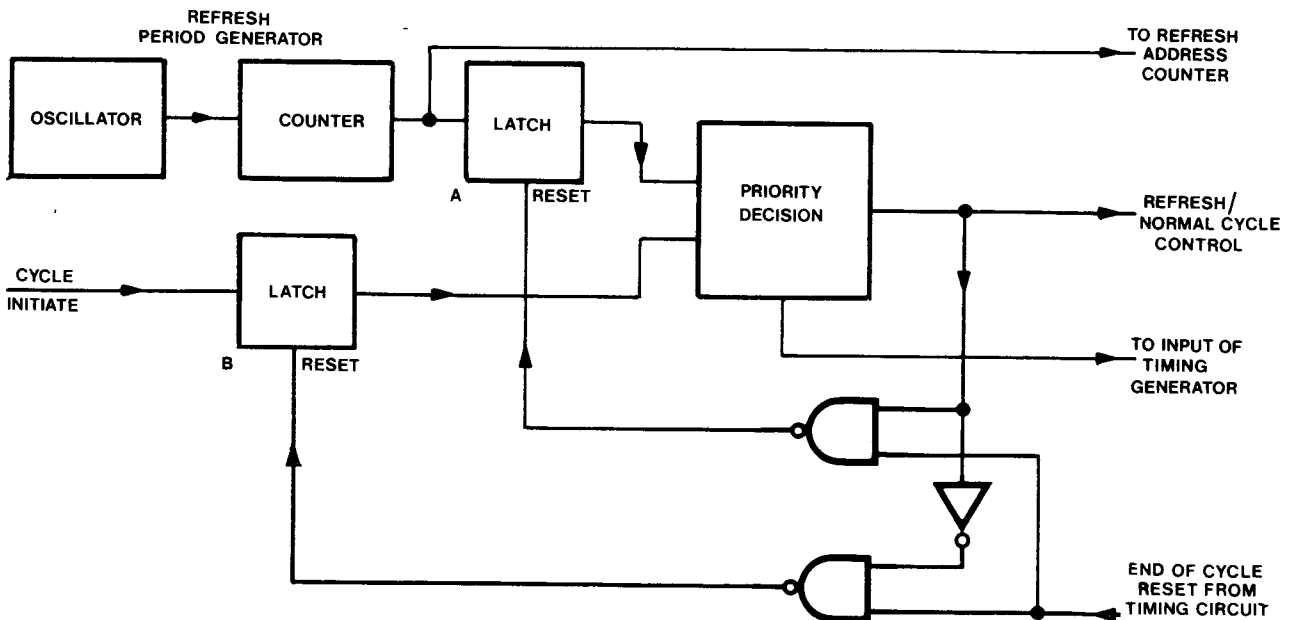 REFRESH
PERIOD GENERATOR
TO REFRESH
ADDRESS
COUNTER
OSCILLATOR
COUNTER
LATCH
A
RESET
PRIORITY
DECISION
REFRESH/
NORMAL CYCLE
CONTROL
CYCLE
INITIATE
LATCH
B
RESET
TO INPUT OF
TIMING
GENERATOR
END OF CYCLE
RESET FROM
TIMING CIRCUIT